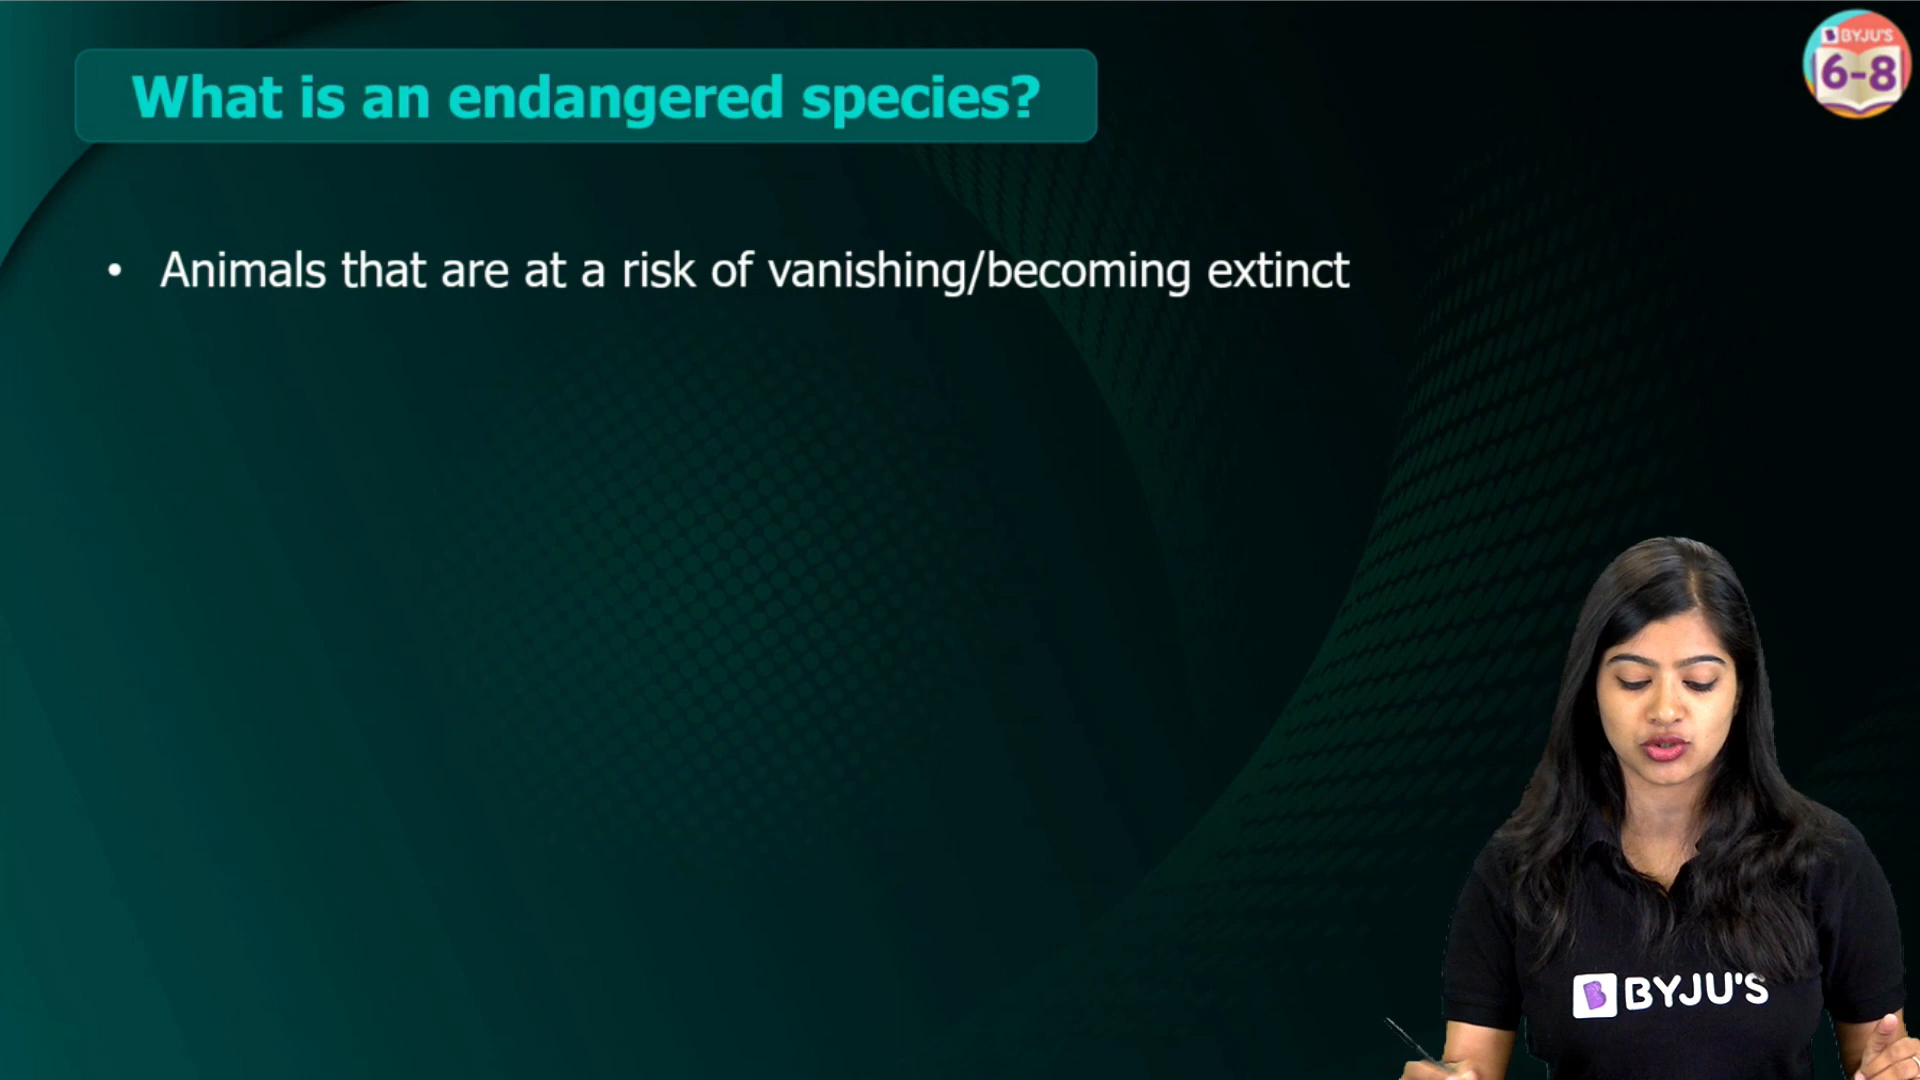 What is an endangered species?
BYJU'S
6-8
• Animals that are at a risk of vanishing/becoming extinct
BYJU'S